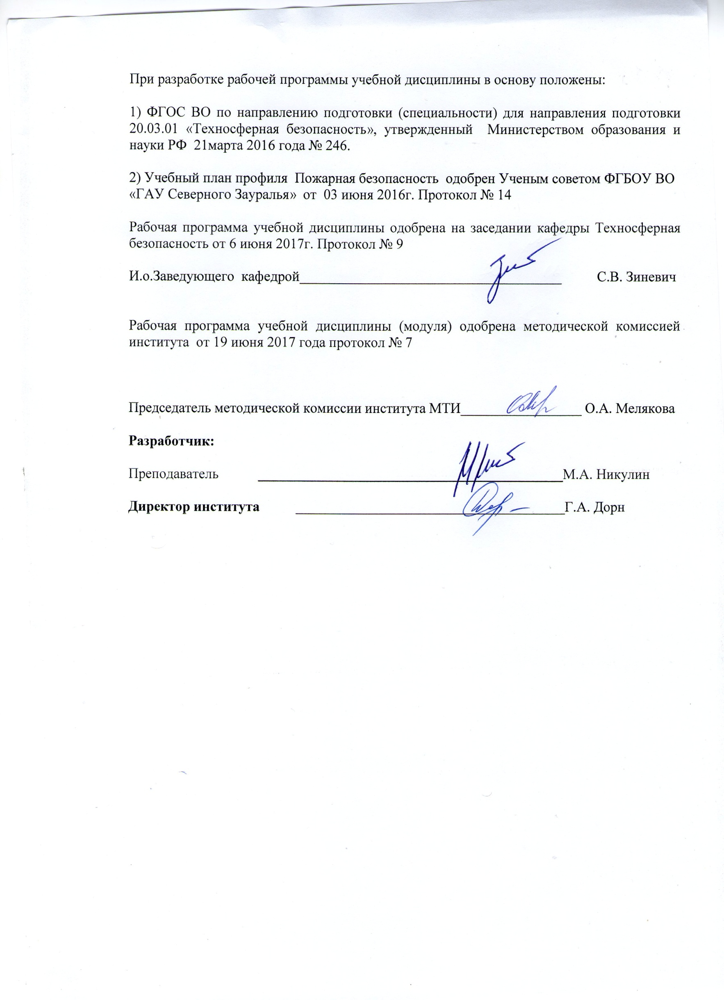 При разработке рабочей программы учебной дисциплины в основу положены:
1) ФГОС ВО по направлению подготовки (специальности) для направления подготовки
20.03.01 «Техносферная безопасность», утвержденный Министерством образования и
науки РФ 21марта 2016 года № 246.
2) Учебный план профиля Пожарная безопасность одобрен Ученым советом ФГБОУ ВО
«ГАУ Северного Зауралья» от 03 июня 2016г. Протокол № 14
Рабочая программа учебной дисциплины одобрена на заседании кафедры Техносферная
безопасность от 6 июня 2017г. Протокол № 9
И.о.Заведующего кафедрой С.В. Зиневич
Рабочая программа учебной дисциплины (модуля) одобрена методической комиссией
института от 19 июня 2017 года протокол № 7
Председатель методической комиссии института МТИ О.А. Мелякова
Разработчик:
Преподаватель М.А. Никулин
Директор института Г.А. Дорн